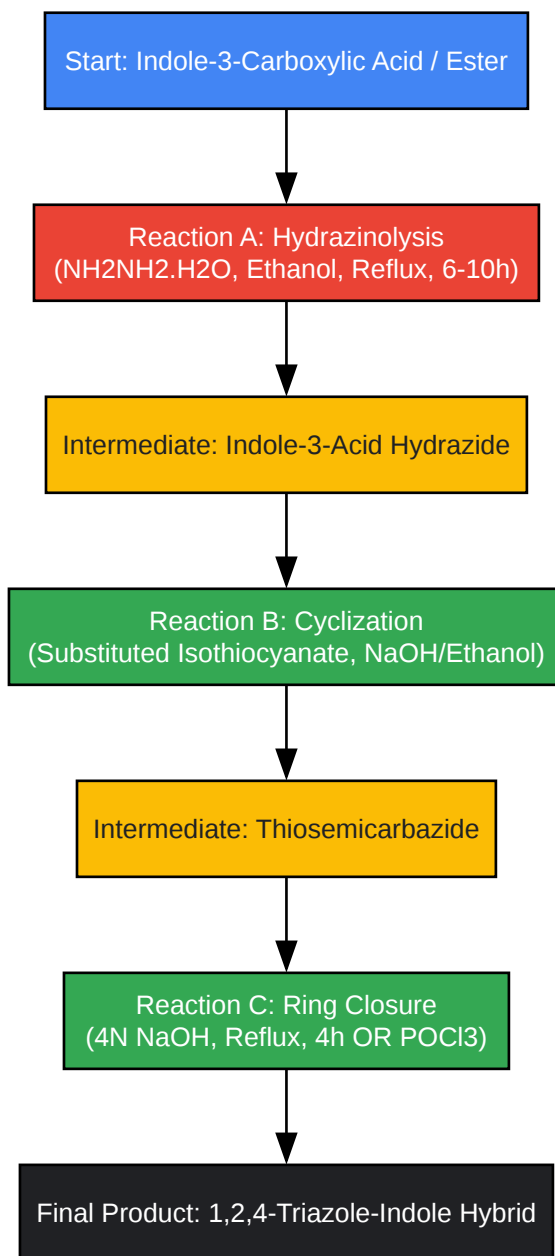 Start: Indole-3-Carboxylic Acid / Ester
Reaction A: Hydrazinolysis
(NH2NH2.H2O, Ethanol, Reflux, 6-10h)
Intermediate: Indole-3-Acid Hydrazide
Reaction B: Cyclization
(Substituted Isothiocyanate, NaOH/Ethanol)
Intermediate: Thiosemicarbazide
Reaction C: Ring Closure
(4N NaOH, Reflux, 4h OR POCl3)
Final Product: 1,2,4-Triazole-Indole Hybrid